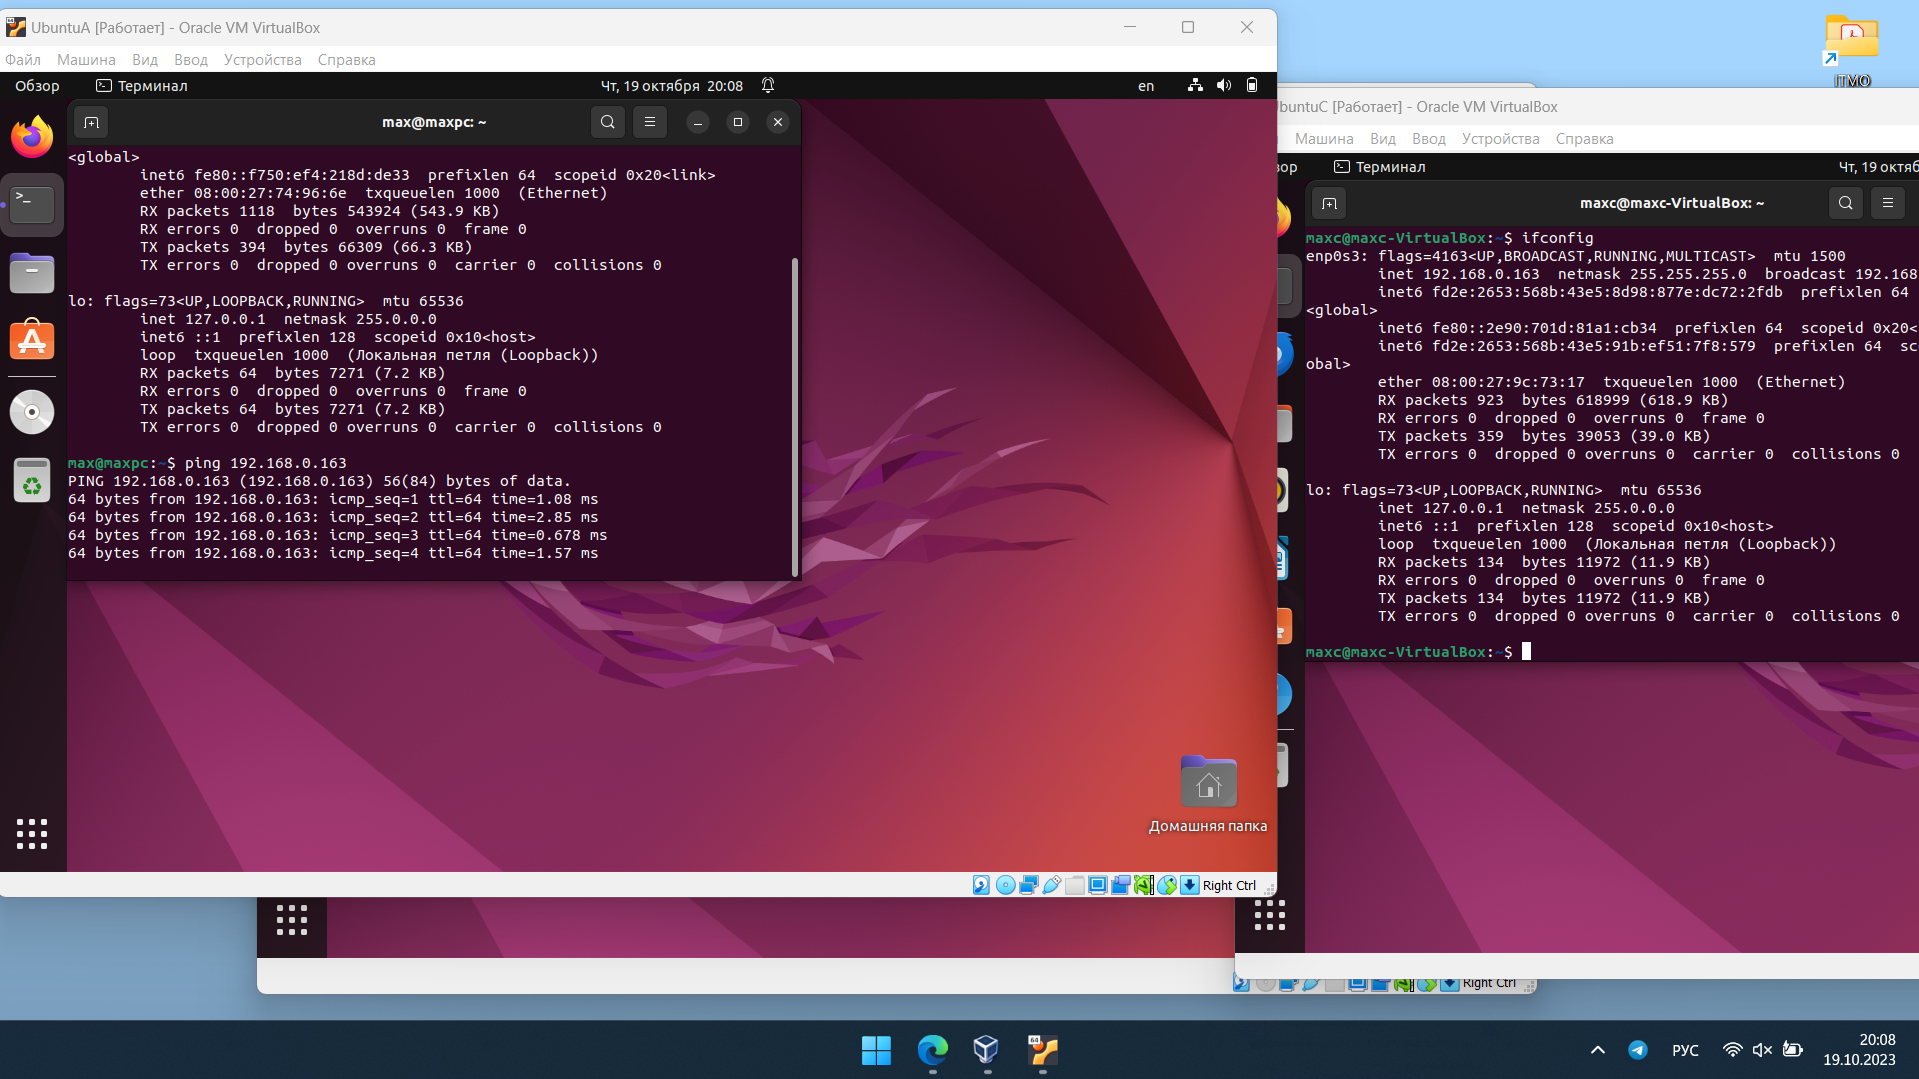 UbuntuA [Работает] - Oracle VM VirtualBox
Файл Машина Вид Ввод Устройства Справка
Обзор Терминал Чт, 19 октября 20:08 en
max@maxpc: ~
<global>
inet6 fe80::f750:ef4:218d:de33 prefixlen 64 scopeid 0x20<link>
ether 08:00:27:74:96:6e txqueuelen 1000 (Ethernet)
RX packets 1118 bytes 543924 (543.9 KB)
RX errors 0 dropped 0 overruns 0 frame 0
TX packets 394 bytes 66309 (66.3 KB)
TX errors 0 dropped 0 overruns 0 carrier 0 collisions 0
lo: flags=73<UP,LOOPBACK,RUNNING> mtu 65536
inet 127.0.0.1 netmask 255.0.0.0
inet6 ::1 prefixlen 128 scopeid 0x10<host>
loop txqueuelen 1000 (Локальная петля (Loopback))
RX packets 64 bytes 7271 (7.2 KB)
RX errors 0 dropped 0 overruns 0 frame 0
TX packets 64 bytes 7271 (7.2 KB)
TX errors 0 dropped 0 overruns 0 carrier 0 collisions 0
max@maxpc:~$ ping 192.168.0.163
PING 192.168.0.163 (192.168.0.163) 56(84) bytes of data.
64 bytes from 192.168.0.163: icmp_seq=1 ttl=64 time=1.08 ms
64 bytes from 192.168.0.163: icmp_seq=2 ttl=64 time=2.85 ms
64 bytes from 192.168.0.163: icmp_seq=3 ttl=64 time=0.678 ms
64 bytes from 192.168.0.163: icmp_seq=4 ttl=64 time=1.57 ms
Домашняя папка
Right Ctrl
ITMO
buntuC [Работает] - Oracle VM VirtualBox
Машина Вид Ввод Устройства Справка
зор Терминал Чт, 19 октяб
maxc@maxc-VirtualBox: ~
maxc@maxc-VirtualBox:~$ ifconfig
enp0s3: flags=4163<UP,BROADCAST,RUNNING,MULTICAST> mtu 1500
inet 192.168.0.163 netmask 255.255.255.0 broadcast 192.168
inet6 fd2e:2653:568b:43e5:8d98:877e:dc72:2fdb prefixlen 64
<global>
inet6 fe80::2e90:701d:81a1:cb34 prefixlen 64 scopeid 0x20<
inet6 fd2e:2653:568b:43e5:91b:ef51:7f8:579 prefixlen 64 sc
obal>
ether 08:00:27:9c:73:17 txqueuelen 1000 (Ethernet)
RX packets 923 bytes 618999 (618.9 KB)
RX errors 0 dropped 0 overruns 0 frame 0
TX packets 359 bytes 39053 (39.0 KB)
TX errors 0 dropped 0 overruns 0 carrier 0 collisions 0
lo: flags=73<UP,LOOPBACK,RUNNING> mtu 65536
inet 127.0.0.1 netmask 255.0.0.0
inet6 ::1 prefixlen 128 scopeid 0x10<host>
loop txqueuelen 1000 (Локальная петля (Loopback))
RX packets 134 bytes 11972 (11.9 KB)
RX errors 0 dropped 0 overruns 0 frame 0
TX packets 134 bytes 11972 (11.9 KB)
TX errors 0 dropped 0 overruns 0 carrier 0 collisions 0
maxc@maxc-VirtualBox:~$
Right Ctrl
64
РУС
20:08
19.10.2023